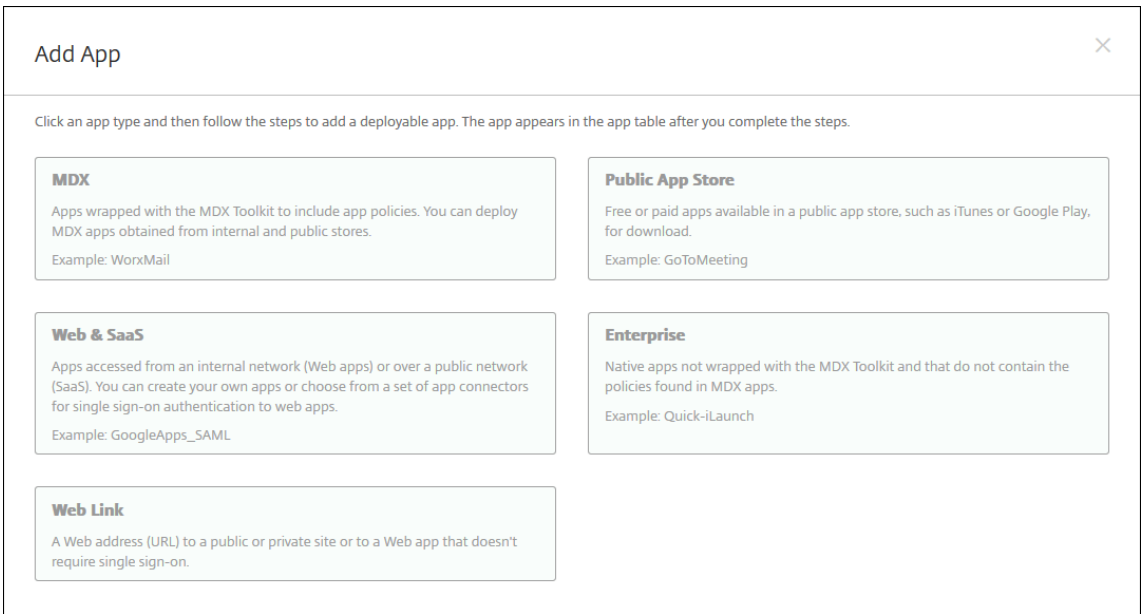 Add App
Click an app type and then follow the steps to add a deployable app. The app appears in the app table after you complete the steps.
MDX
Apps wrapped with the MDX Toolkit to include app policies. You can deploy
MDX apps obtained from internal and public stores.
Example: WorxMail
Public App Store
Free or paid apps available in a public app store, such as iTunes or Google Play,
for download.
Example: GoToMeeting
Web & SaaS
Apps accessed from an internal network (Web apps) or over a public network
(SaaS). You can create your own apps or choose from a set of app connectors
for single sign-on authentication to web apps.
Example: GoogleApps_SAML
Enterprise
Native apps not wrapped with the MDX Toolkit and that do not contain the
policies found in MDX apps.
Example: Quick-iLaunch
Web Link
A Web address (URL) to a public or private site or to a Web app that doesn't
require single sign-on.